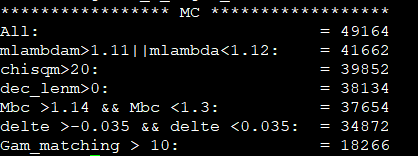 ***************** MC ******************
All: = 49164
mlambdam>1.11||mlambda<1.12: = 41662
chisqm>20: = 39852
dec_lenm>0: = 38134
Mbc >1.14 && Mbc <1.3: = 37654
delte >-0.035 && delte <0.035: = 34872
Gam_matching > 10: = 18266